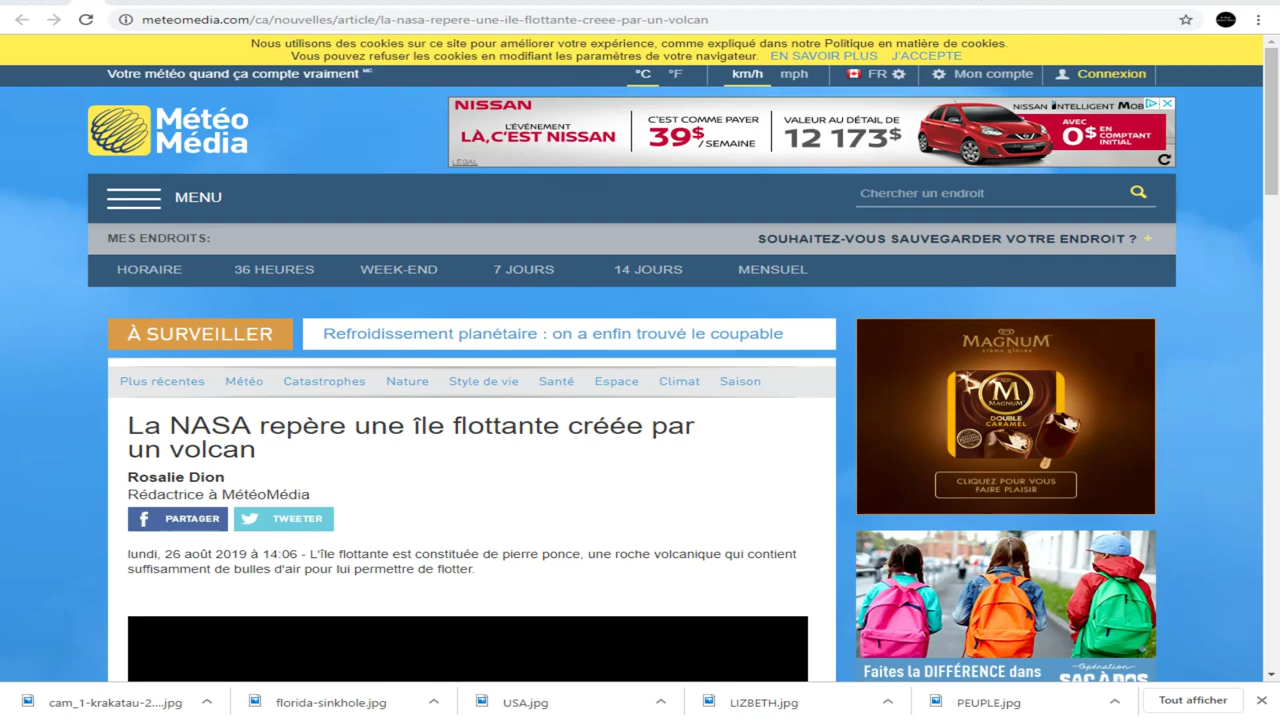 meteomedia.com/ca/nouvelles/article/la-nasa-repere-une-ile-flottante-creee-par-un-volcan
Nous utilisons des cookies sur ce site pour améliorer votre expérience, comme expliqué dans notre Politique en matière de cookies.
Vous pouvez refuser les cookies en modifiant les paramètres de votre navigateur. EN SAVOIR PLUS J'ACCEPTE
Votre météo quand ça compte vraiment MC
°C °F km/h mph FR Mon compte Connexion
Météo
Média
NISSAN
L'ÉVÉNEMENT
LÀ, C'EST NISSAN
LÉGAL
C'EST COMME PAYER
39$ /SEMAINE
VALEUR AU DÉTAIL DE
12 173$
NISSAN INTELLIGENT MOB
AVEC
0$ EN COMPTANT INITIAL
MENU
Chercher un endroit
MES ENDROITS:
SOUHAITEZ-VOUS SAUVEGARDER VOTRE ENDROIT ? +
HORAIRE 36 HEURES WEEK-END 7 JOURS 14 JOURS MENSUEL
À SURVEILLER
Refroidissement planétaire : on a enfin trouvé le coupable
Plus récentes Météo Catastrophes Nature Style de vie Santé Espace Climat Saison
La NASA repère une île flottante créée par
un volcan
Rosalie Dion
Rédactrice à MétéoMédia
PARTAGER TWEETER
lundi, 26 août 2019 à 14:06 - L'île flottante est constituée de pierre ponce, une roche volcanique qui contient
suffisamment de bulles d'air pour lui permettre de flotter.
MAGNUM
crème glacée
M
MAGNUM
DOUBLE
CARAMEL
CLIQUEZ POUR VOUS
FAIRE PLAISIR
Faites la DIFFÉRENCE dans
Opération
SAC À DOS
cam_1-krakatau-2....jpg
florida-sinkhole.jpg
USA.jpg
LIZBETH.jpg
PEUPLE.jpg
Tout afficher